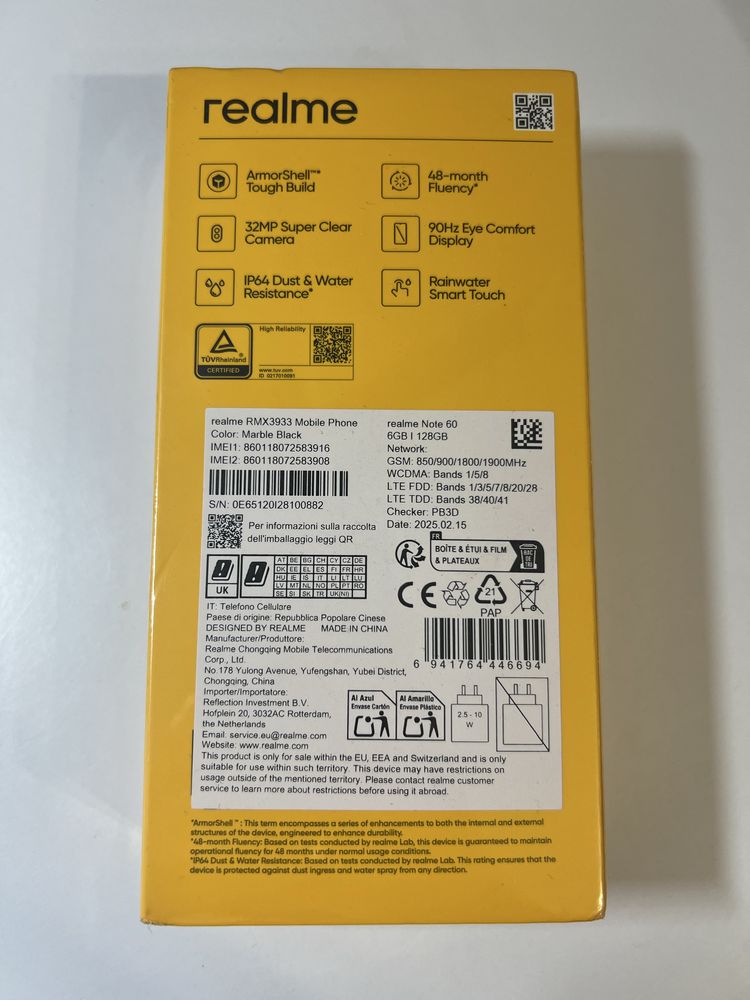 realme
ArmorShell™*
Tough Build
48-month
Fluency*
32MP Super Clear
Camera
90Hz Eye Comfort
Display
IP64 Dust & Water
Resistance*
Rainwater
Smart Touch
TÜVRheinland
CERTIFIED
High Reliability
www.tuv.com
ID 0217010091
realme RMX3933 Mobile Phone
Color: Marble Black
IMEI1: 860118072583916
IMEI2: 860118072583908
S/N: 0E65120I28100882
Per informazioni sulla raccolta
dell'imballaggio leggi QR
realme Note 60
6GB I 128GB
Network:
GSM: 850/900/1800/1900MHz
WCDMA: Bands 1/5/8
LTE FDD: Bands 1/3/5/7/8/20/28
LTE TDD: Bands 38/40/41
Checker: PB3D
Date: 2025.02.15
UK
AT BE BG CH CY CZ DE
DK EE EL ES FI FR HR
HU IE IS IT LI LT LU
LV MT NL NO PL PT RO
SE SI SK TR UK(NI)
FR
BOÎTE & ÉTUI & FILM
& PLATEAUX
BAC
DE
TRI
CE
21
PAP
6 941764 446694
IT: Telefono Cellulare
Paese di origine: Repubblica Popolare Cinese
DESIGNED BY REALME MADE IN CHINA
Manufacturer/Produttore:
Realme Chongqing Mobile Telecommunications
Corp., Ltd.
No.178 Yulong Avenue, Yufengshan, Yubei District,
Chongqing, China
Importer/Importatore:
Reflection Investment B.V.
Hofplein 20, 3032AC Rotterdam,
the Netherlands
Email: service.eu@realme.com
Website: www.realme.com
Al Azul
Envase Cartón
Al Amarillo
Envase Plástico
2.5 - 10
W
This product is only for sale within the EU, EEA and Switzerland and is only
suitable for use within such territory. This device may have restrictions on
usage outside of the mentioned territory. Please contact realme customer
service to learn more about restrictions before using it abroad.
*ArmorShell ™ : This term encompasses a series of enhancements to both the internal and external
structures of the device, engineered to enhance durability.
*48-month Fluency: Based on tests conducted by realme Lab, this device is guaranteed to maintain
operational fluency for 48 months under normal usage conditions.
*IP64 Dust & Water Resistance: Based on tests conducted by realme Lab. This rating ensures that the
device is protected against dust ingress and water spray from any direction.